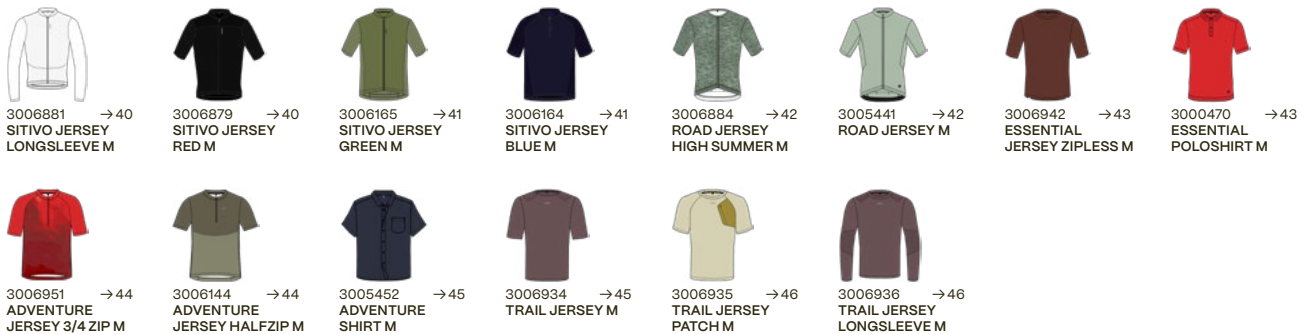 3006881 →40
SITIVO JERSEY
LONGSLEEVE M
3006879 →40
SITIVO JERSEY
RED M
3006165 →41
SITIVO JERSEY
GREEN M
3006164 →41
SITIVO JERSEY
BLUE M
3006884 →42
ROAD JERSEY
HIGH SUMMER M
3005441 →42
ROAD JERSEY M
3006942 →43
ESSENTIAL
JERSEY ZIPLESS M
3000470 →43
ESSENTIAL
POLOSHIRT M
3006951 →44
ADVENTURE
JERSEY 3/4 ZIP M
3006144 →44
ADVENTURE
JERSEY HALFZIP M
3005452 →45
ADVENTURE
SHIRT M
3006934 →45
TRAIL JERSEY M
3006935 →46
TRAIL JERSEY
PATCH M
3006936 →46
TRAIL JERSEY
LONGSLEEVE M